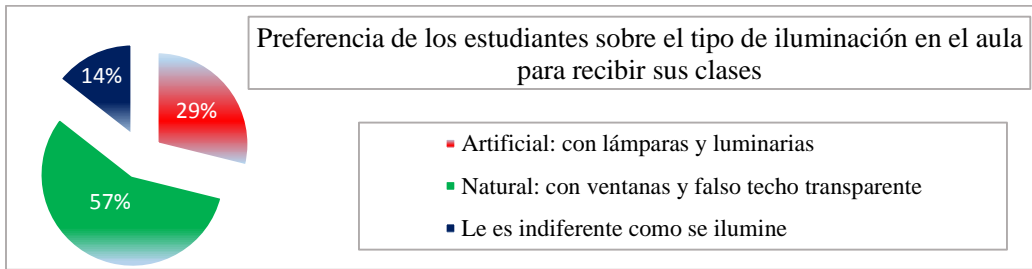 Preferencia de los estudiantes sobre el tipo de iluminación en el aula
para recibir sus clases
14%
29%
57%
Artificial: con lámparas y luminarias
Natural: con ventanas y falso techo transparente
Le es indiferente como se ilumine